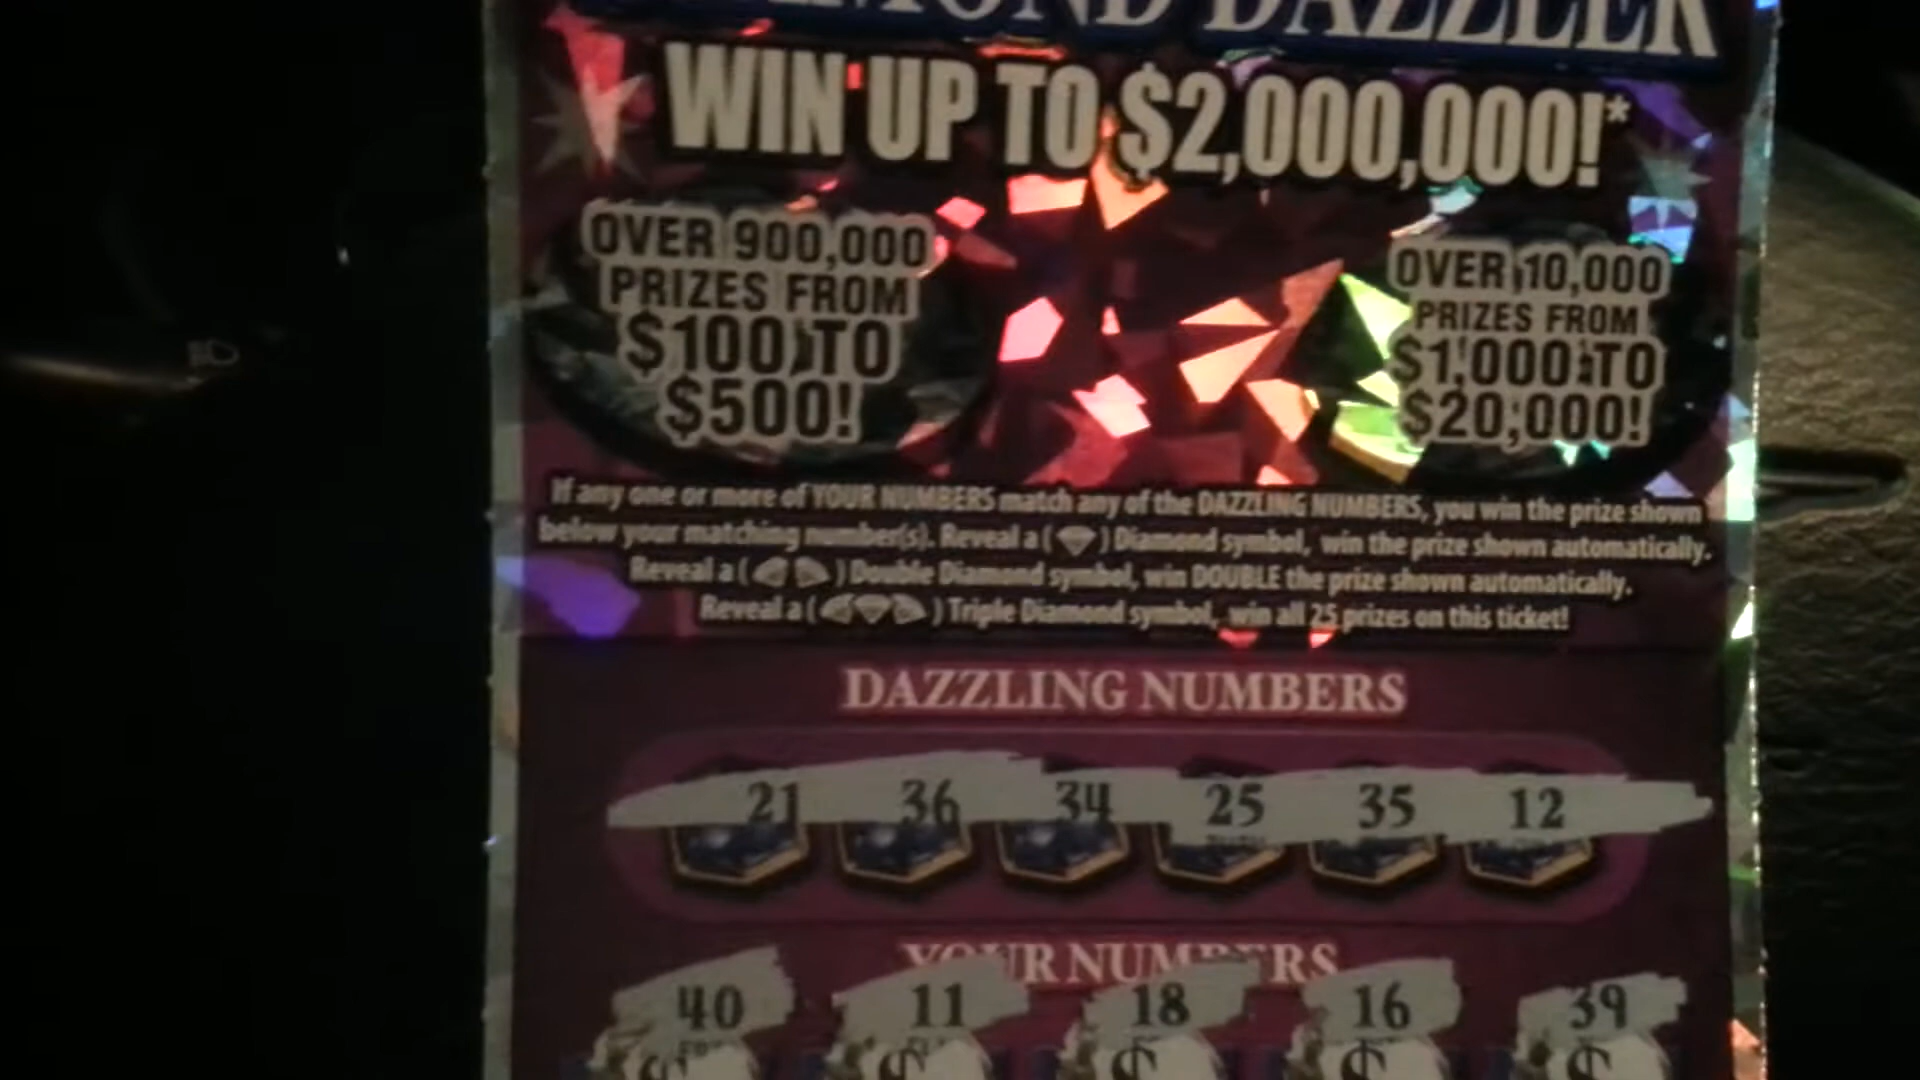 DAZZLER
WIN UP TO $2,000,000!*
OVER 900,000
PRIZES FROM
$100 TO
$500!
OVER 10,000
PRIZES FROM
$1,000 TO
$20,000!
If any one or more of YOUR NUMBERS match any of the DAZZLING NUMBERS, you win the prize shown
below your matching number(s). Reveal a ( ) Diamond symbol, win the prize shown automatically.
Reveal a ( ) Double Diamond symbol, win DOUBLE the prize shown automatically.
Reveal a ( ) Triple Diamond symbol, win all 25 prizes on this ticket!
DAZZLING NUMBERS
21 36 34 25 35 12
YOUR NUMBERS
40 11 18 16 39
$ $ $ $ $